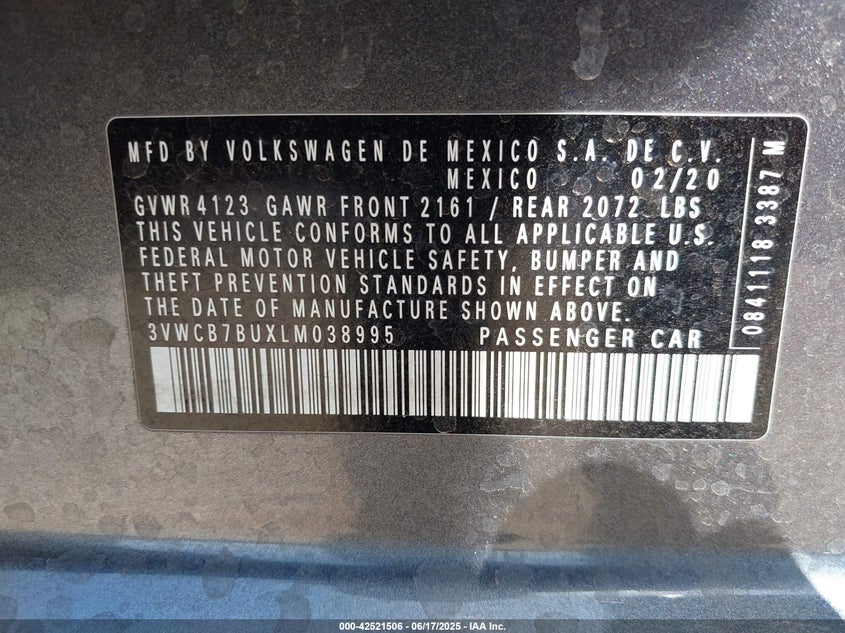 MFD BY VOLKSWAGEN DE MEXICO S.A. DE C.V.
MEXICO 02/20
GVWR 4123 GAWR FRONT 2161 / REAR 2072 LBS
THIS VEHICLE CONFORMS TO ALL APPLICABLE U.S.
FEDERAL MOTOR VEHICLE SAFETY, BUMPER AND
THEFT PREVENTION STANDARDS IN EFFECT ON
THE DATE OF MANUFACTURE SHOWN ABOVE.
3VWCB7BUXLM038995 PASSENGER CAR
0841118 3387 M
000-42521506 - 06/17/2025 - IAA Inc.